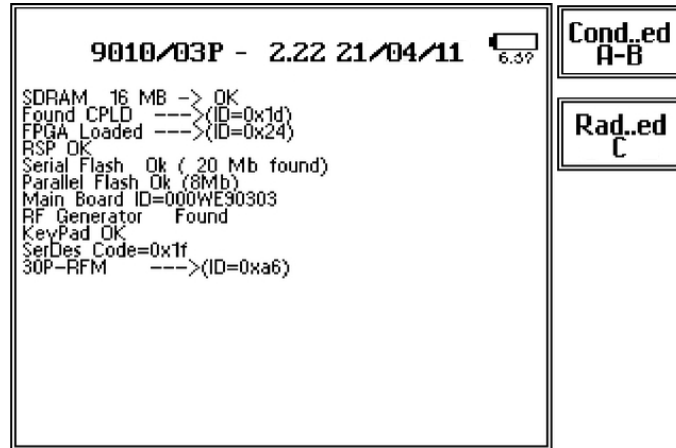 9010/03P - 2.22 21/04/11
6.37
SDRAM 16 MB -> OK
Found CPLD --->(ID=0x1d)
FPGA Loaded --->(ID=0x24)
RSP OK
Serial Flash Ok ( 20 Mb found)
Parallel Flash Ok (8Mb)
Main Board ID=000WE90303
RF Generator Found
KeyPad OK
SerDes Code=0x1f
30P-RFM --->(ID=0xa6)
Cond..ed
A-B
Rad..ed
C